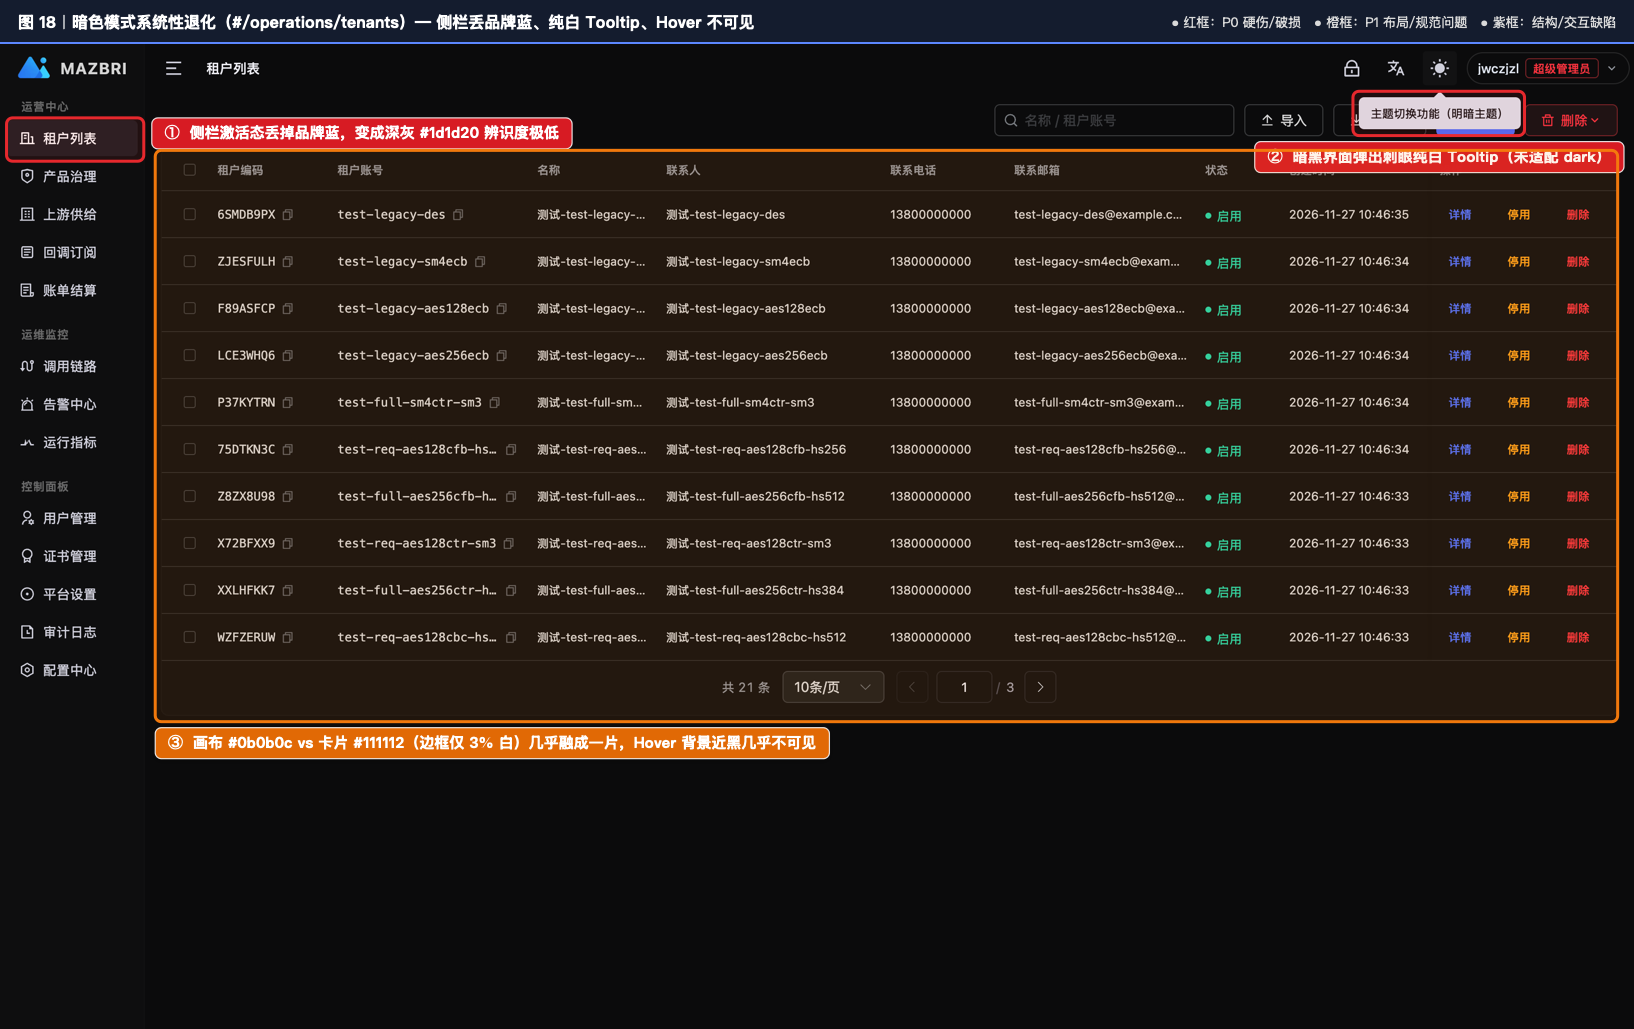 图 18 | 暗色模式系统性退化（#/operations/tenants）— 侧栏丢品牌蓝、纯白 Tooltip、Hover 不可见
● 红框：P0 硬伤/破损 ● 橙框：P1 布局/规范问题 ● 紫框：结构/交互缺陷
MAZBRI
租户列表
jwczjzl 超级管理员
运营中心
租户列表
产品治理
上游供给
回调订阅
账单结算
运维监控
调用链路
告警中心
运行指标
控制面板
用户管理
证书管理
平台设置
审计日志
配置中心
名称 / 租户账号
导入
主题切换功能（明暗主题）
删除
① 侧栏激活态丢掉品牌蓝，变成深灰 #1d1d20 辨识度极低
② 暗黑界面弹出刺眼纯白 Tooltip（未适配 dark）
租户编码 租户账号 名称 联系人 联系电话 联系邮箱 状态
6SMDB9PX test-legacy-des 测试-test-legacy-... 测试-test-legacy-des 13800000000 test-legacy-des@example.c... 启用 2026-11-27 10:46:35 详情 停用 删除
ZJESFULH test-legacy-sm4ecb 测试-test-legacy-... 测试-test-legacy-sm4ecb 13800000000 test-legacy-sm4ecb@exam... 启用 2026-11-27 10:46:34 详情 停用 删除
F89ASFCP test-legacy-aes128ecb 测试-test-legacy-... 测试-test-legacy-aes128ecb 13800000000 test-legacy-aes128ecb@exa... 启用 2026-11-27 10:46:34 详情 停用 删除
LCE3WHQ6 test-legacy-aes256ecb 测试-test-legacy-... 测试-test-legacy-aes256ecb 13800000000 test-legacy-aes256ecb@exa... 启用 2026-11-27 10:46:34 详情 停用 删除
P37KYTRN test-full-sm4ctr-sm3 测试-test-full-sm... 测试-test-full-sm4ctr-sm3 13800000000 test-full-sm4ctr-sm3@exam... 启用 2026-11-27 10:46:34 详情 停用 删除
75DTKN3C test-req-aes128cfb-hs… 测试-test-req-aes... 测试-test-req-aes128cfb-hs256 13800000000 test-req-aes128cfb-hs256@... 启用 2026-11-27 10:46:34 详情 停用 删除
Z8ZX8U98 test-full-aes256cfb-h… 测试-test-full-aes... 测试-test-full-aes256cfb-hs512 13800000000 test-full-aes256cfb-hs512@... 启用 2026-11-27 10:46:33 详情 停用 删除
X72BFXX9 test-req-aes128ctr-sm3 测试-test-req-aes... 测试-test-req-aes128ctr-sm3 13800000000 test-req-aes128ctr-sm3@ex... 启用 2026-11-27 10:46:33 详情 停用 删除
XXLHFKK7 test-full-aes256ctr-h… 测试-test-full-aes... 测试-test-full-aes256ctr-hs384 13800000000 test-full-aes256ctr-hs384@... 启用 2026-11-27 10:46:33 详情 停用 删除
WZFZERUW test-req-aes128cbc-hs… 测试-test-req-aes... 测试-test-req-aes128cbc-hs512 13800000000 test-req-aes128cbc-hs512@... 启用 2026-11-27 10:46:33 详情 停用 删除
共 21 条 10条/页 1 / 3
③ 画布 #0b0b0c vs 卡片 #111112（边框仅 3% 白）几乎融成一片，Hover 背景近黑几乎不可见